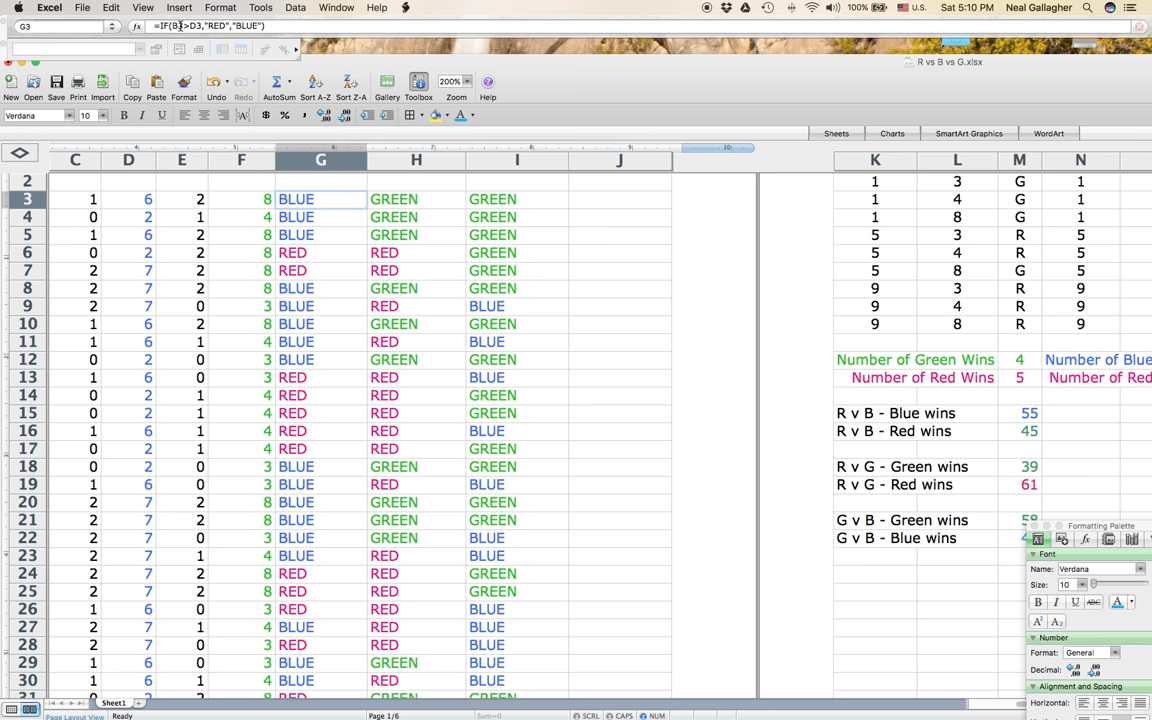 Excel File Edit View Insert Format Tools Data Window Help 100% U.S. Sat 5:10 PM Neal Gallagher
G3 fx =IF(B3>D3,"RED","BLUE")
R vs B vs G.xlsx
200%
New Open Save Print Import Copy Paste Format Undo Redo AutoSum Sort A-Z Sort Z-A Gallery Toolbox Zoom Help
Verdana 10 B I U
Sheets Charts SmartArt Graphics WordArt
C D E F G H I J K L M N
2 1 3 G 1
3 1 6 2 8 BLUE GREEN GREEN 1 4 G 1
4 0 2 1 4 BLUE GREEN GREEN 1 8 G 1
5 1 6 2 8 BLUE GREEN GREEN 5 3 R 5
6 0 2 2 8 RED RED GREEN 5 4 R 5
7 2 7 2 8 RED RED GREEN 5 8 G 5
8 2 7 2 8 BLUE GREEN GREEN 9 3 R 9
9 2 7 0 3 BLUE RED BLUE 9 4 R 9
10 1 6 2 8 BLUE GREEN GREEN 9 8 R 9
11 1 6 1 4 BLUE RED BLUE
12 0 2 0 3 BLUE GREEN GREEN Number of Green Wins 4 Number of Blue
13 1 6 0 3 RED RED BLUE Number of Red Wins 5 Number of Red
14 0 2 1 4 RED RED GREEN
15 0 2 1 4 RED RED GREEN R v B - Blue wins 55
16 1 6 1 4 RED RED BLUE R v B - Red wins 45
17 0 2 1 4 RED RED GREEN
18 0 2 0 3 BLUE GREEN GREEN R v G - Green wins 39
19 1 6 0 3 BLUE RED BLUE R v G - Red wins 61
20 2 7 2 8 BLUE GREEN GREEN
21 2 7 2 8 BLUE GREEN GREEN G v B - Green wins 58
22 2 7 0 3 BLUE GREEN BLUE G v B - Blue wins
23 2 7 1 4 BLUE RED BLUE
24 2 7 2 8 RED RED GREEN
25 2 7 2 8 RED RED GREEN
26 1 6 0 3 RED RED BLUE
27 2 7 1 4 BLUE RED BLUE
28 2 7 0 3 RED RED BLUE
29 1 6 0 3 BLUE GREEN BLUE
30 1 6 1 4 BLUE RED BLUE
31 0 2 2 8 RED GREEN GREEN
Formatting Palette
Font
Name: Verdana
Size: 10
B I U ABC A
A² A₂
Number
Format: General
Decimal:
Alignment and Spacing
Horizontal:
Sheet1
Page Layout View Ready Page 1/6 Sum=0 SCRL CAPS NUM